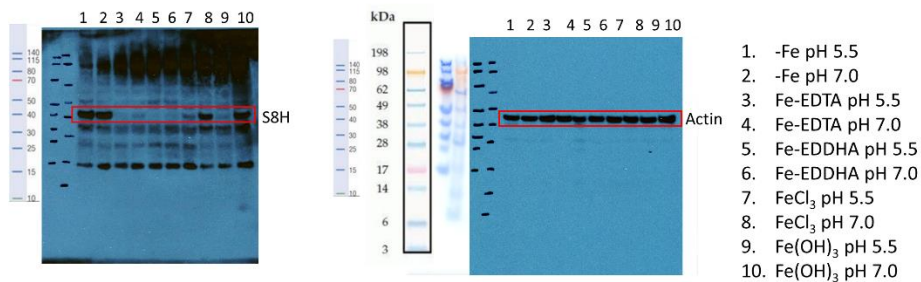 1 2 3 4 5 6 7 8 9 10
140
115
80
70
50
40
25
15
10
S8H
kDa
198
98
62
49
38
28
17
14
6
3
140
115
80
70
50
40
25
15
10
1 2 3 4 5 6 7 8 9 10
Actin
1. -Fe pH 5.5
2. -Fe pH 7.0
3. Fe-EDTA pH 5.5
4. Fe-EDTA pH 7.0
5. Fe-EDDHA pH 5.5
6. Fe-EDDHA pH 7.0
7. FeCl₃ pH 5.5
8. FeCl₃ pH 7.0
9. Fe(OH)₃ pH 5.5
10. Fe(OH)₃ pH 7.0